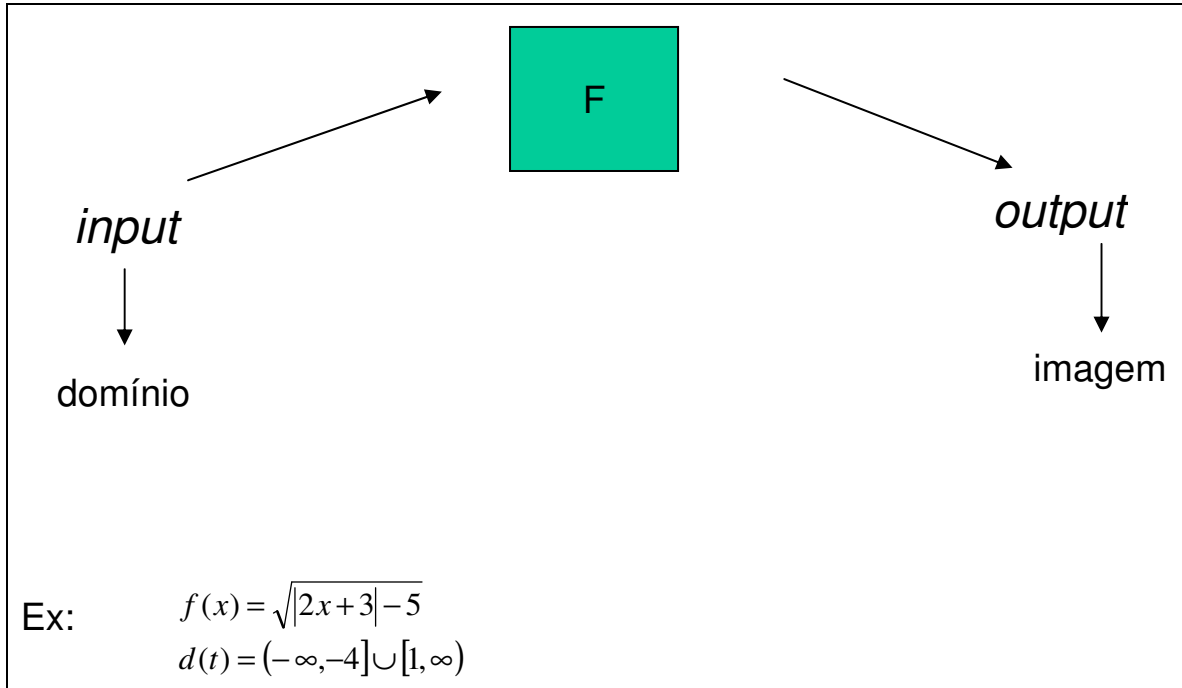 F
input
output
domínio
imagem
Ex: f(x) = √|2x+3|−5
d(t) = (−∞,−4]∪[1,∞)